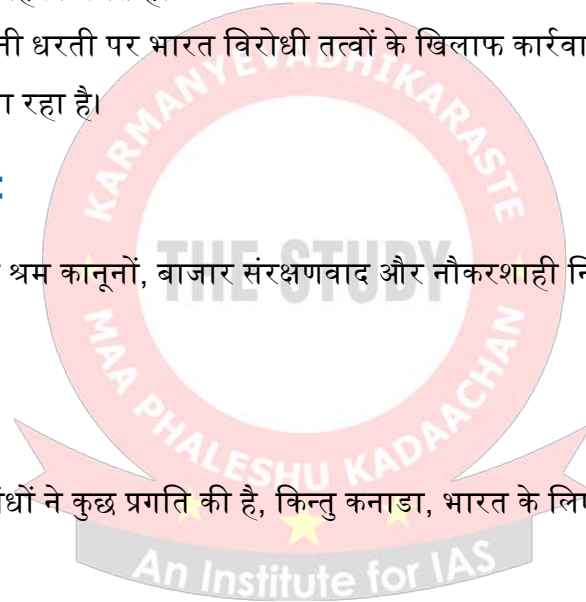 नी धरती पर भारत विरोधी तत्वों के खिलाफ कार्रवा
ा रहा है।
:
श्रम कानूनों, बाजार संरक्षणवाद और नौकरशाही नि
ंधों ने कुछ प्रगति की है, किन्तु कनाडा, भारत के लिए
KARMANYEVADHIKARASTE
THE STUDY
MAA PHALESHU KADAACHAN
An Institute for IAS